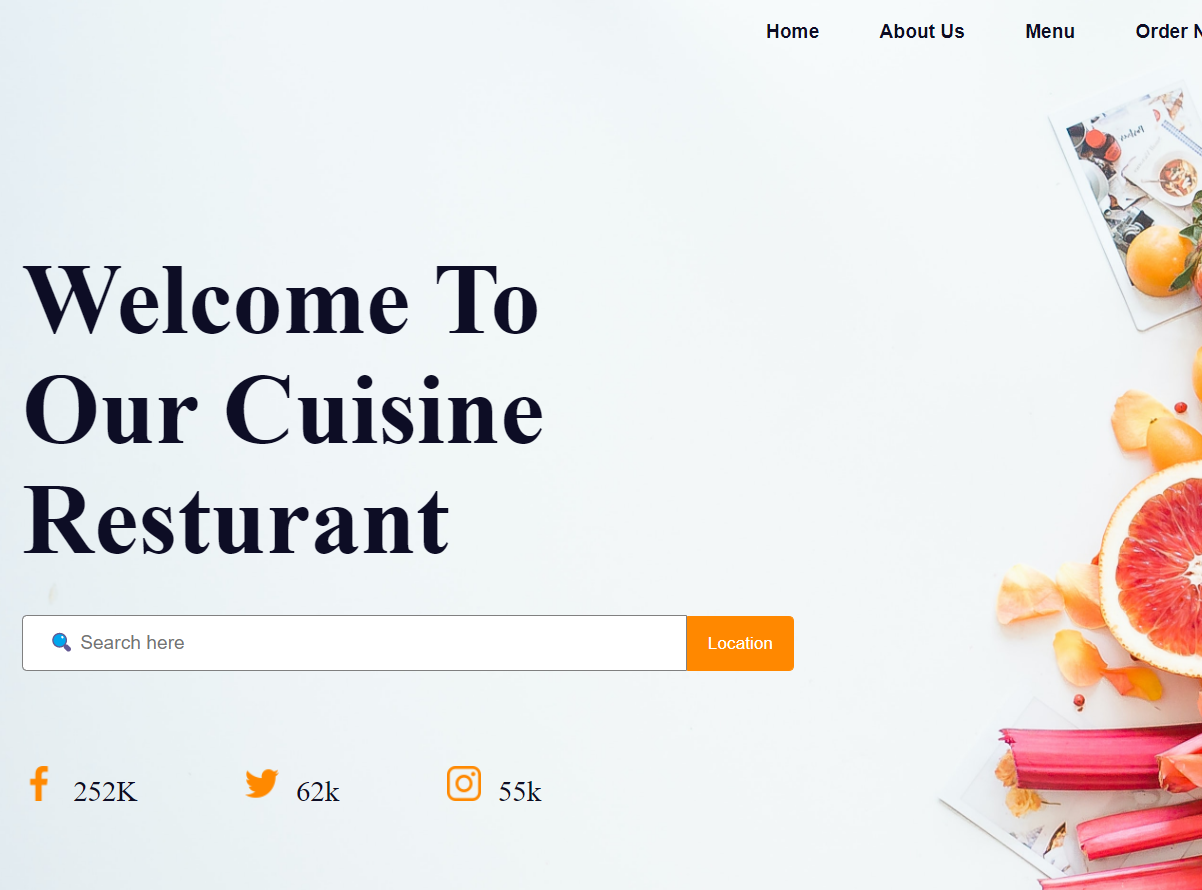 Home About Us Menu Order N
Welcome To
Our Cuisine
Resturant
Search here Location
252K 62k 55k